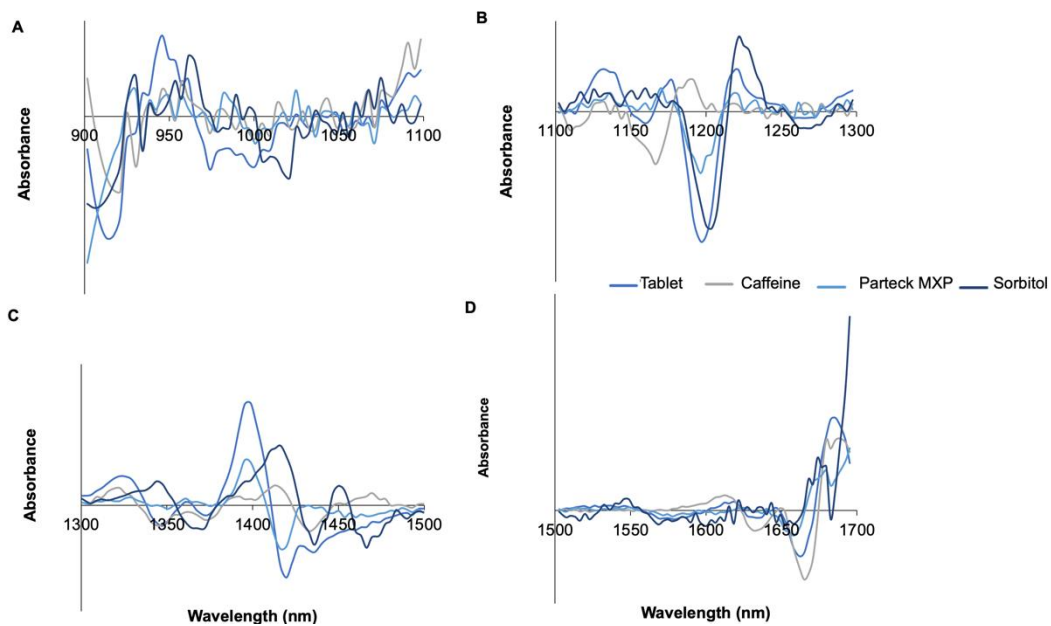 A
Absorbance
900 950 1000 1050 1100
B
Absorbance
1100 1150 1200 1250 1300
Tablet Caffeine Parteck MXP Sorbitol
C
Absorbance
1300 1350 1400 1450 1500
Wavelength (nm)
D
Absorbance
1500 1550 1600 1650 1700
Wavelength (nm)